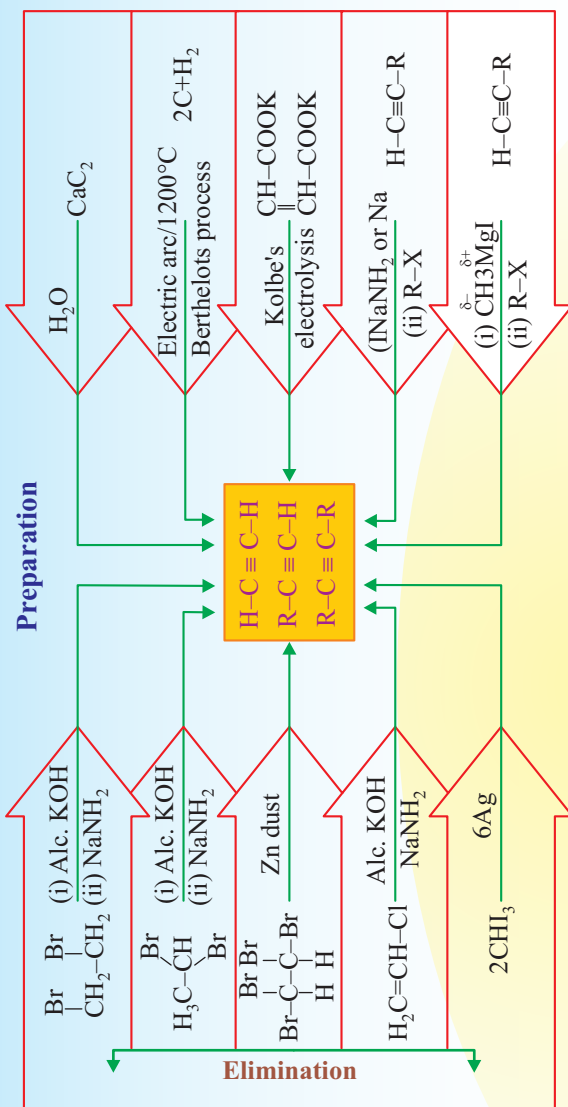 Preparation
Elimination
Br Br
CH₂–CH₂
(i) Alc. KOH
(ii) NaNH₂
Br
H₃C–CH
Br
(i) Alc. KOH
(ii) NaNH₂
Br Br
Br–C–C–Br
H H
Zn dust
H₂C=CH–Cl
Alc. KOH
NaNH₂
2CHI₃
6Ag
H–C≡C–H
R–C≡C–H
R–C≡C–R
H₂O
CaC₂
Electric arc/1200°C
Berthelots process
2C+H₂
Kolbe's
electrolysis
CH–COOK
||
CH–COOK
(INaNH₂ or Na
(ii) R–X
H–C≡C–R
δ– δ+
(i) CH3MgI
(ii) R–X
H–C≡C–R